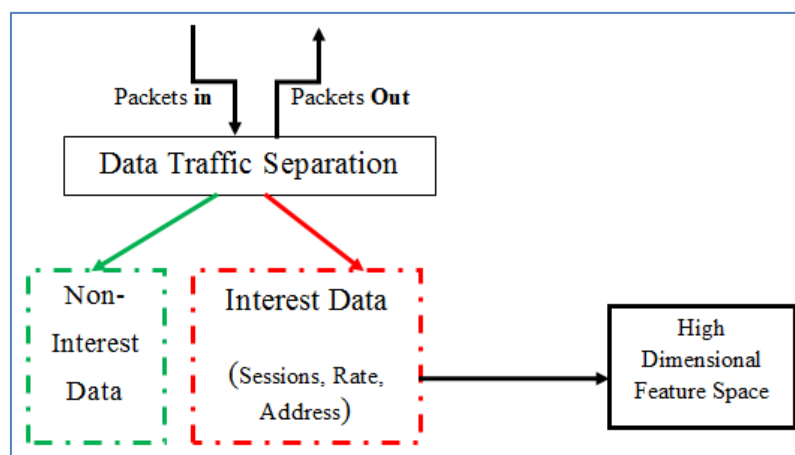 Packets in
Packets Out
Data Traffic Separation
Non-
Interest
Data
Interest Data
(Sessions, Rate,
Address)
High
Dimensional
Feature Space